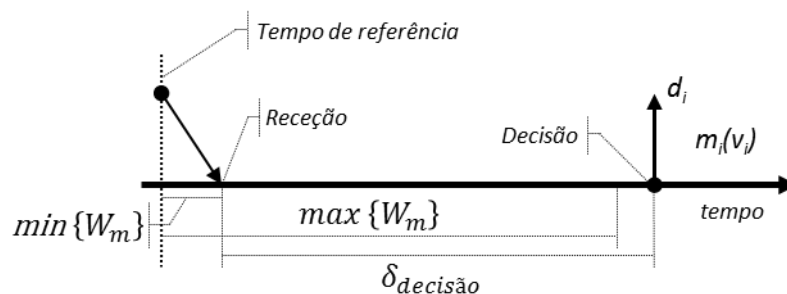 Tempo de referência
Receção
Decisão
d_i
m_i(v_i)
min {W_m}
max {W_m}
tempo
δ_decisão